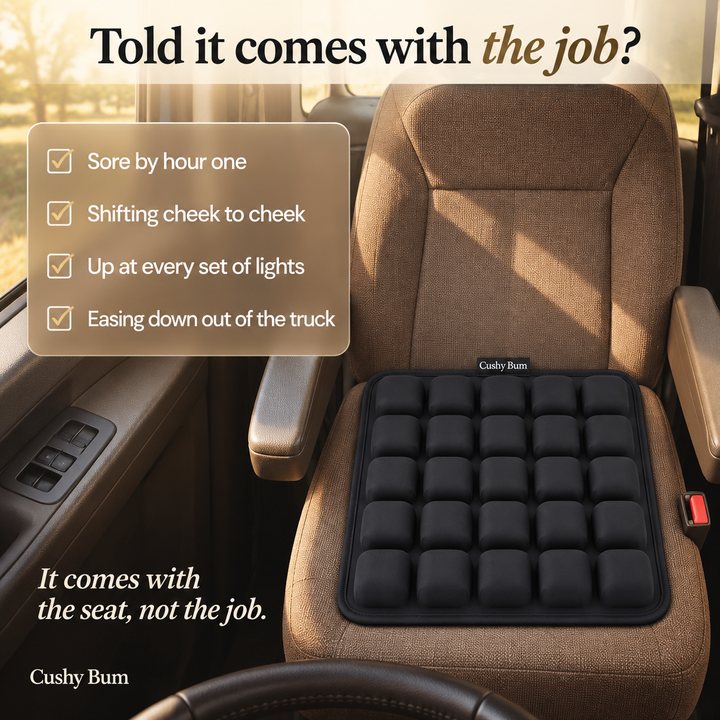 Told it comes with the job?
Sore by hour one
Shifting cheek to cheek
Up at every set of lights
Easing down out of the truck
Cushy Bum
It comes with
the seat, not the job.
Cushy Bum